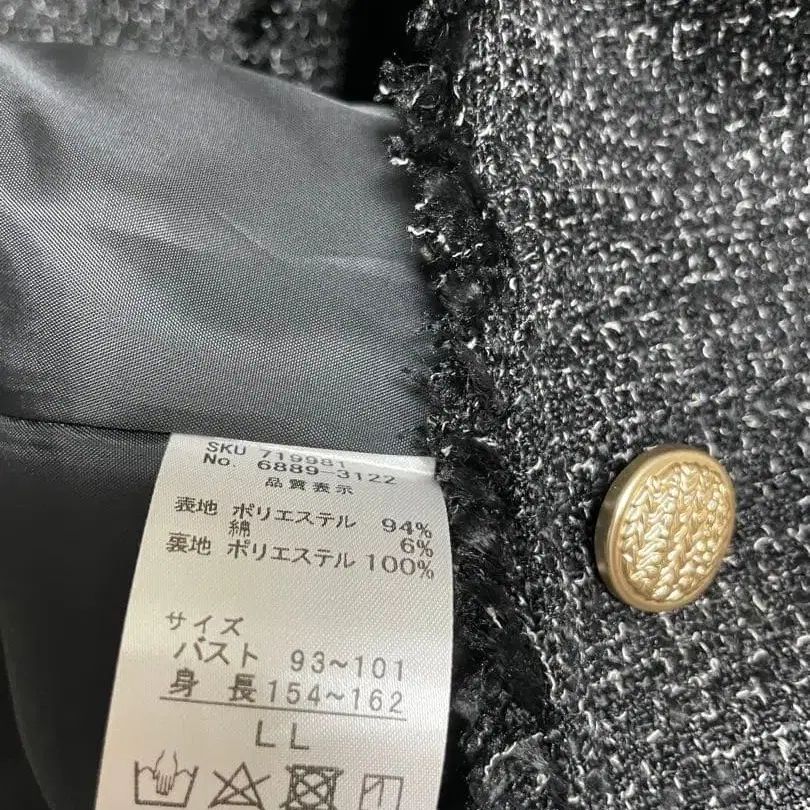 SKU 719981
No. 6889-3122
品質表示
表地 ポリエステル 94%
綿 6%
裏地 ポリエステル 100%
サイズ
バスト 93~101
身長 154~162
LL